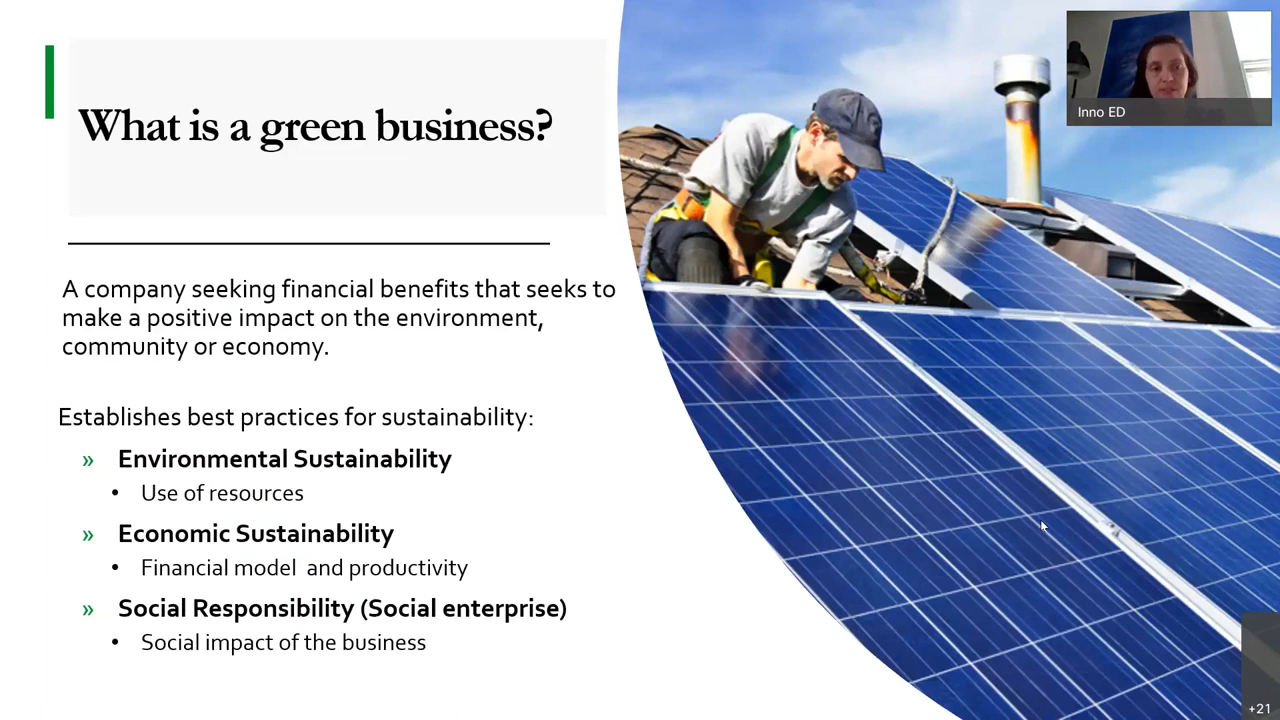 What is a green business?
A company seeking financial benefits that seeks to
make a positive impact on the environment,
community or economy.
Establishes best practices for sustainability:
» Environmental Sustainability
• Use of resources
» Economic Sustainability
• Financial model and productivity
» Social Responsibility (Social enterprise)
• Social impact of the business
Inno ED
+21